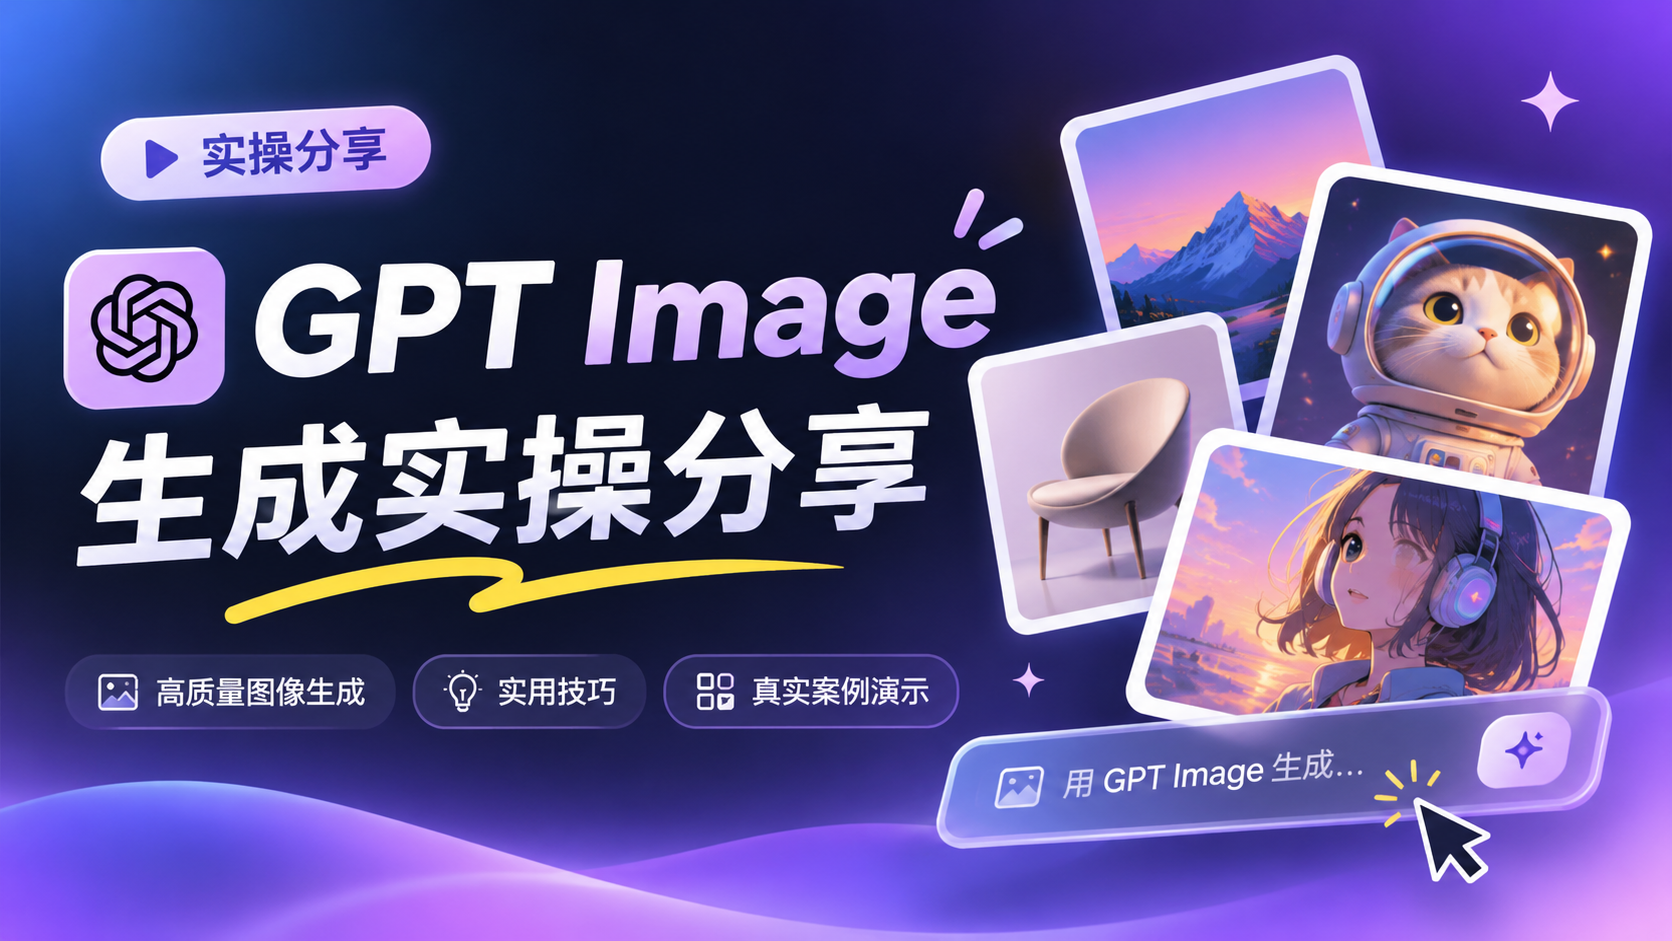 实操分享
GPT Image
生成实操分享
高质量图像生成
实用技巧
真实案例演示
用 GPT Image 生成...